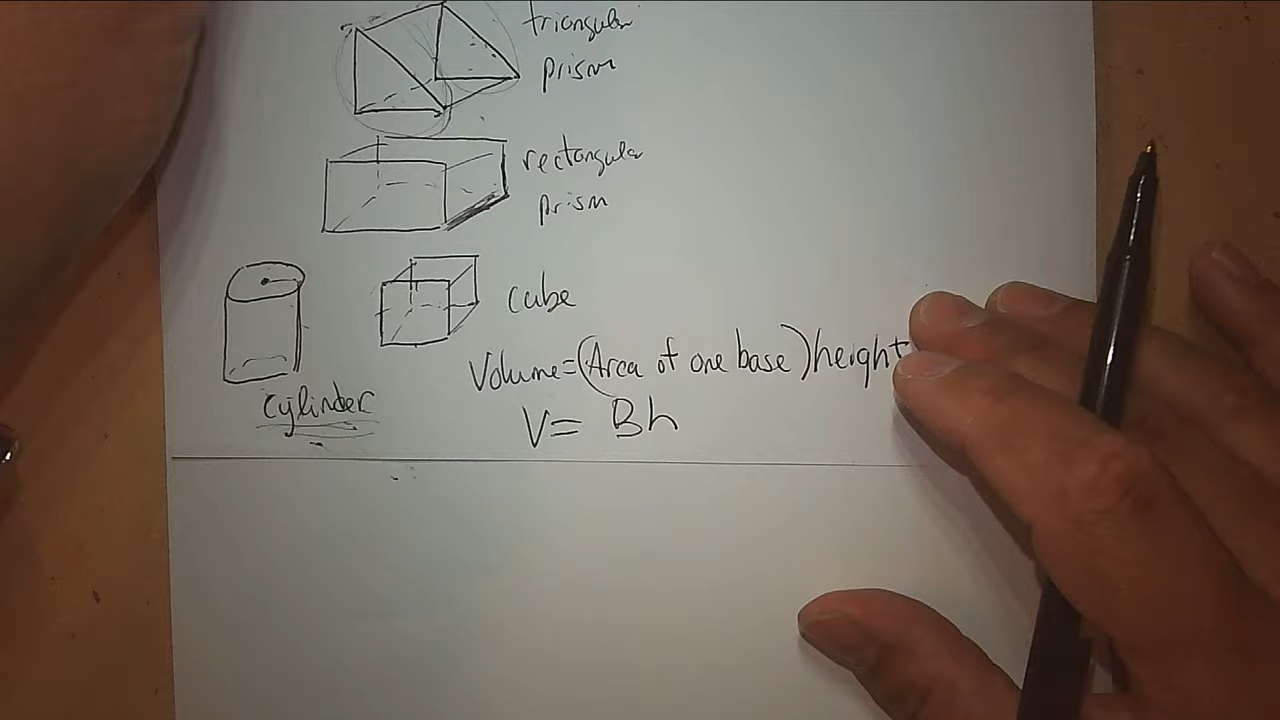 triangular
prism
rectangular
prism
cube
Volume=(Area of one base)height
cylinder
V= Bh